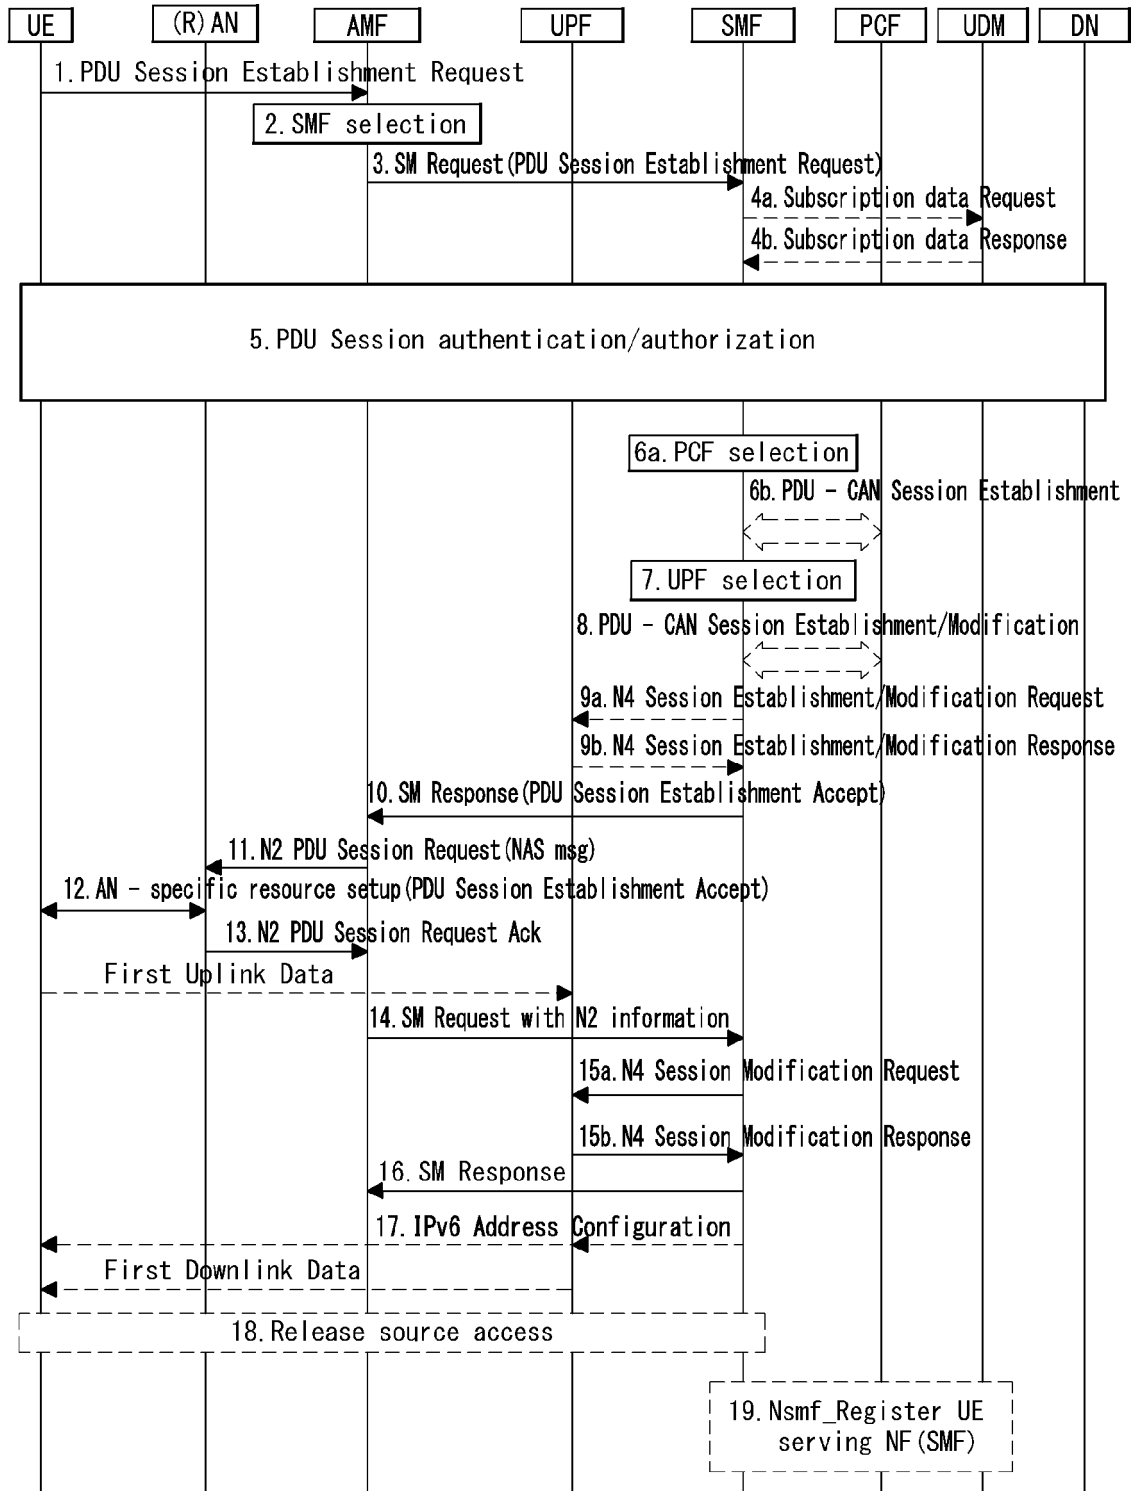 UE (R)AN AMF UPF SMF PCF UDM DN
1.PDU Session Establishment Request
2.SMF selection
3.SM Request(PDU Session Establishment Request)
4a.Subscription data Request
4b.Subscription data Response
5.PDU Session authentication/authorization
6a.PCF selection
6b.PDU - CAN Session Establishment
7.UPF selection
8.PDU - CAN Session Establishment/Modification
9a.N4 Session Establishment/Modification Request
9b.N4 Session Establishment/Modification Response
10.SM Response(PDU Session Establishment Accept)
11.N2 PDU Session Request(NAS msg)
12.AN - specific resource setup(PDU Session Establishment Accept)
13.N2 PDU Session Request Ack
First Uplink Data
14.SM Request with N2 information
15a.N4 Session Modification Request
15b.N4 Session Modification Response
16.SM Response
17.IPv6 Address Configuration
First Downlink Data
18.Release source access
19.Nsmf_Register UE
serving NF(SMF)